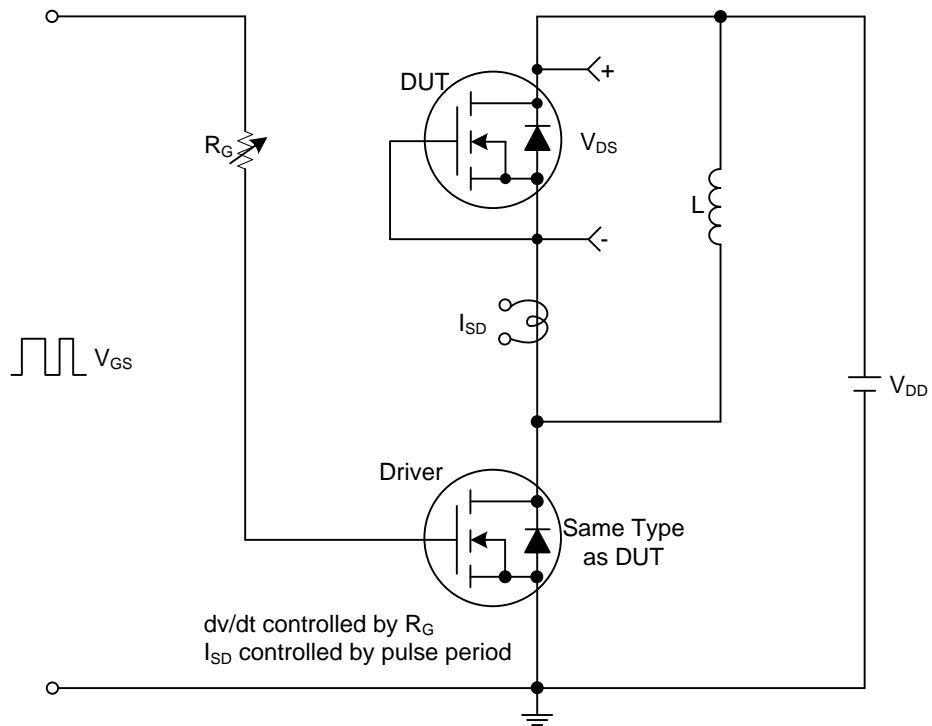 DUT
+
R_G
V_DS
L
-
I_SD
V_GS
V_DD
Driver
Same Type
as DUT
dv/dt controlled by R_G
I_SD controlled by pulse period